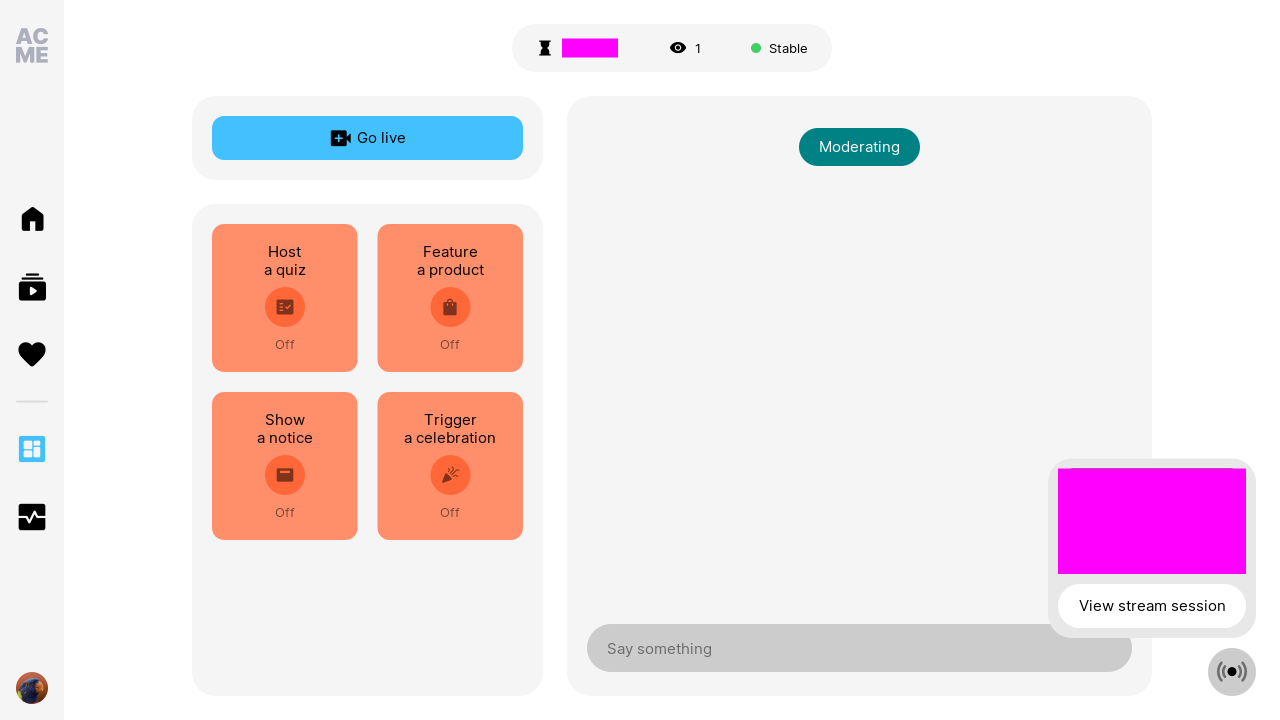 AC
ME
1
Stable
Go live
Moderating
Host
a quiz
Off
Feature
a product
Off
Show
a notice
Off
Trigger
a celebration
Off
View stream session
Say something